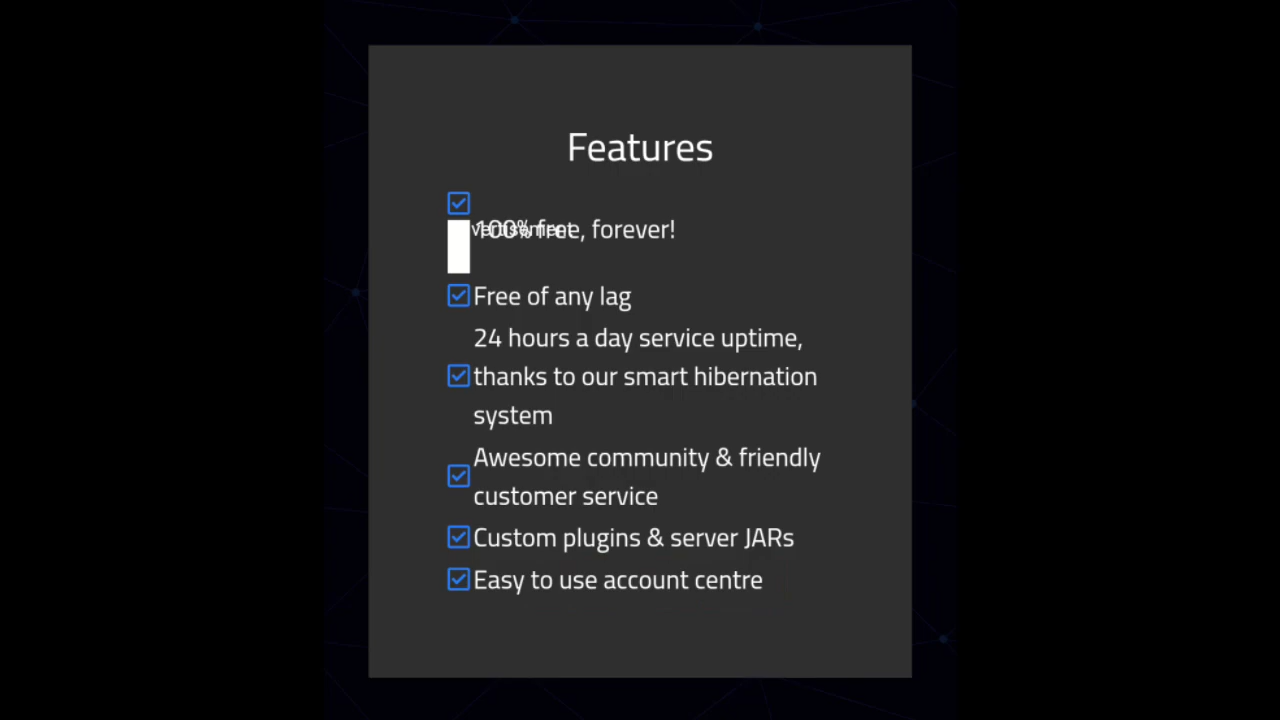 Features
100% free, forever!
Free of any lag
24 hours a day service uptime,
thanks to our smart hibernation
system
Awesome community & friendly
customer service
Custom plugins & server JARs
Easy to use account centre